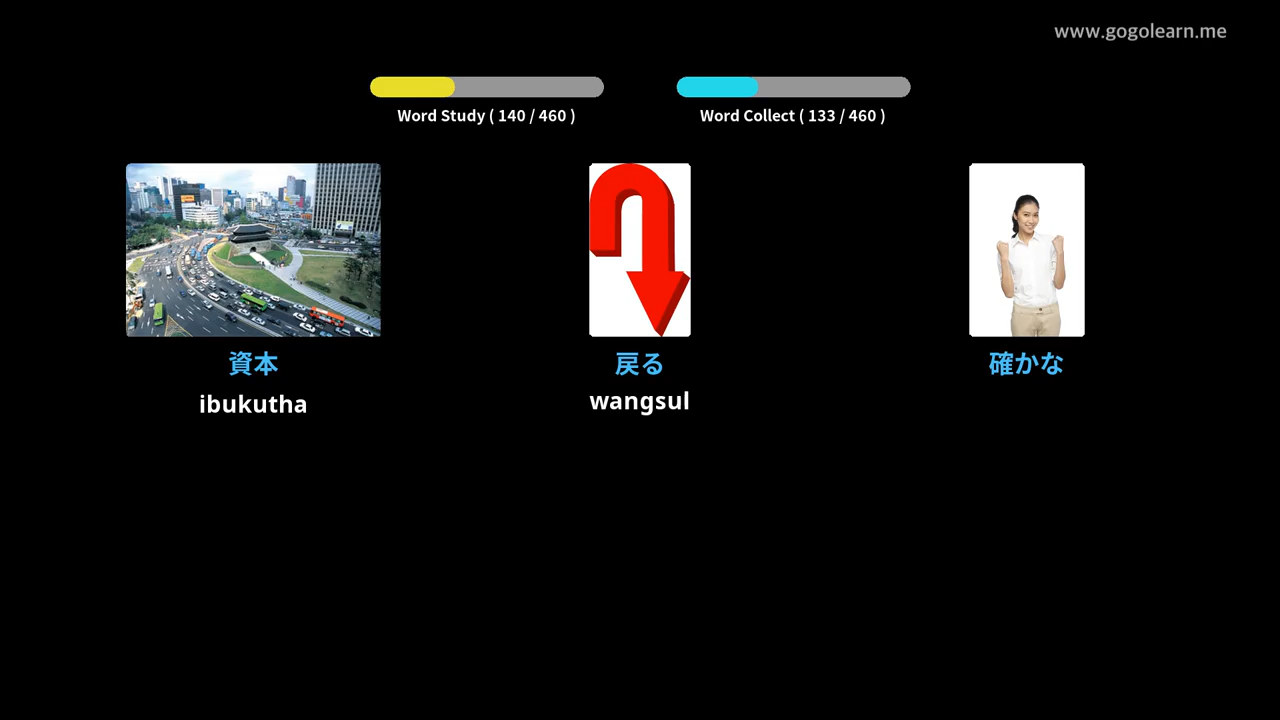 www.gogolearn.me
Word Study ( 140 / 460 )
Word Collect ( 133 / 460 )
資本
戻る
確かな
ibukutha
wangsul